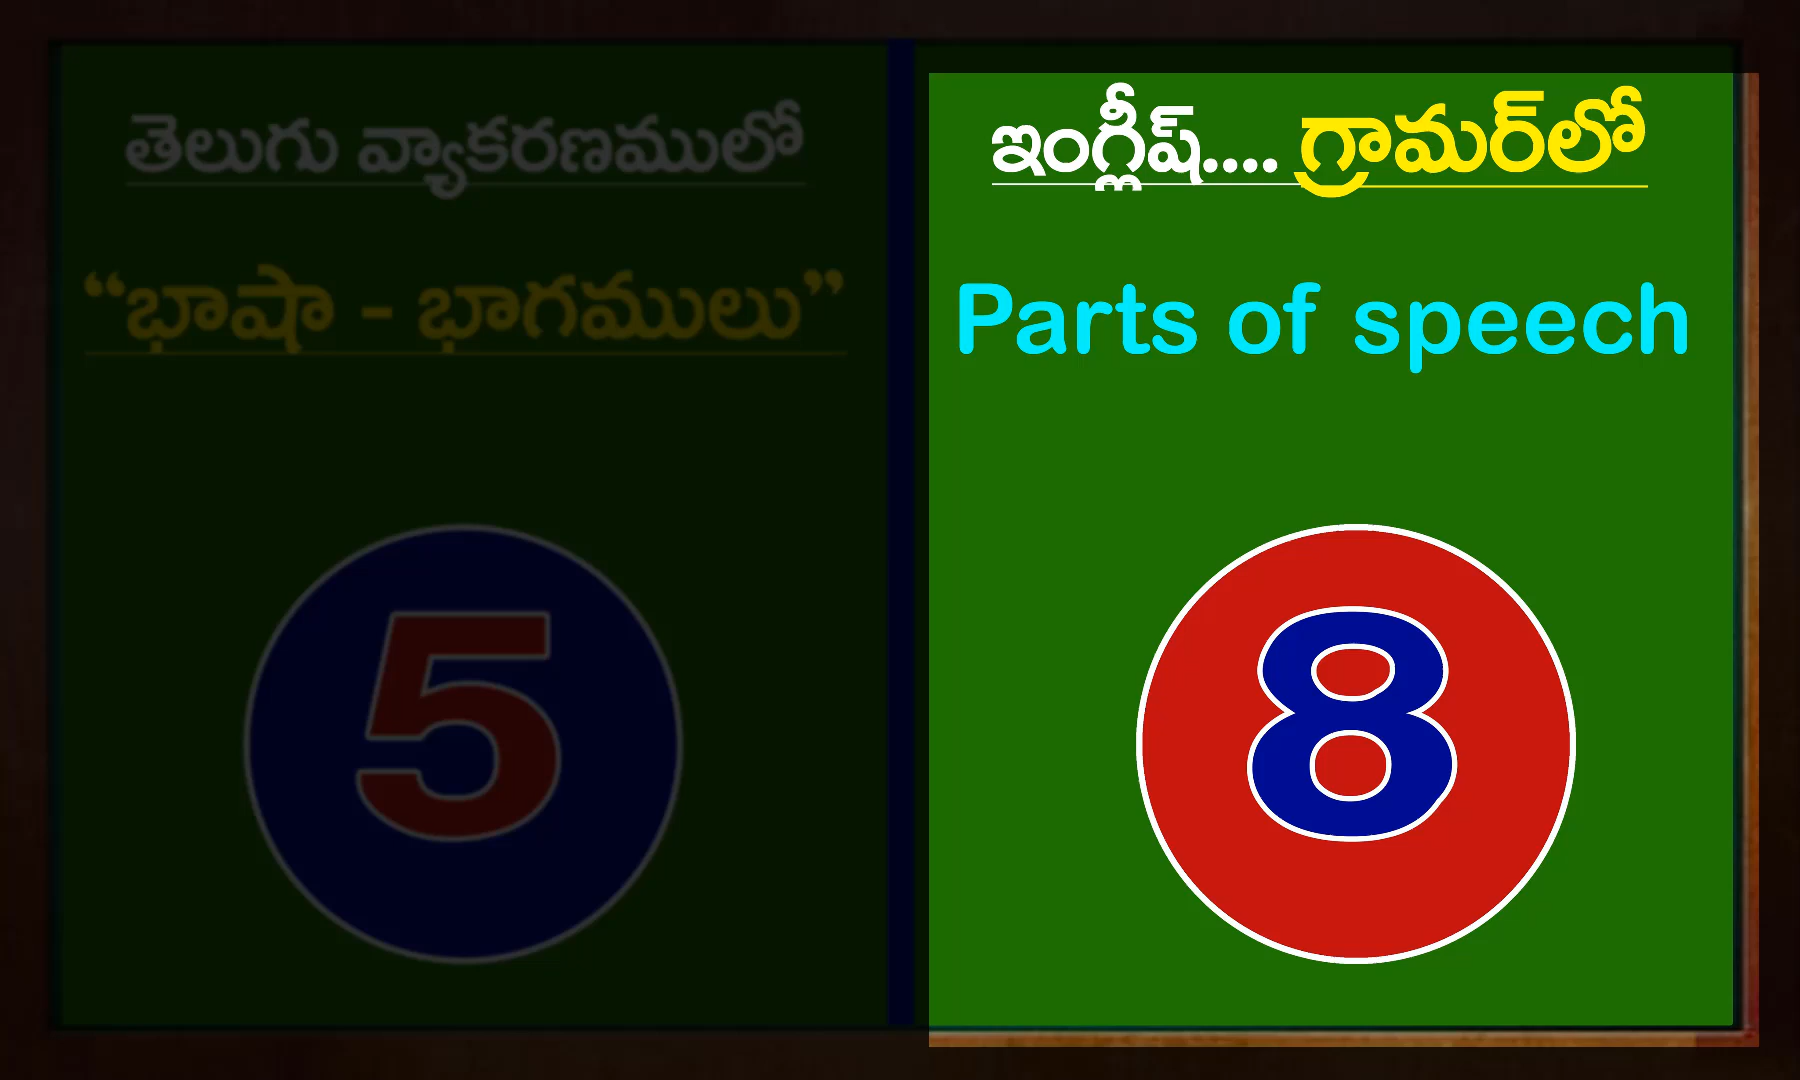 తెలుగు వ్యాకరణములో
“భాషా - భాగములు”
5
ఇంగ్లీష్.... గ్రామర్‌లో
Parts of speech
8